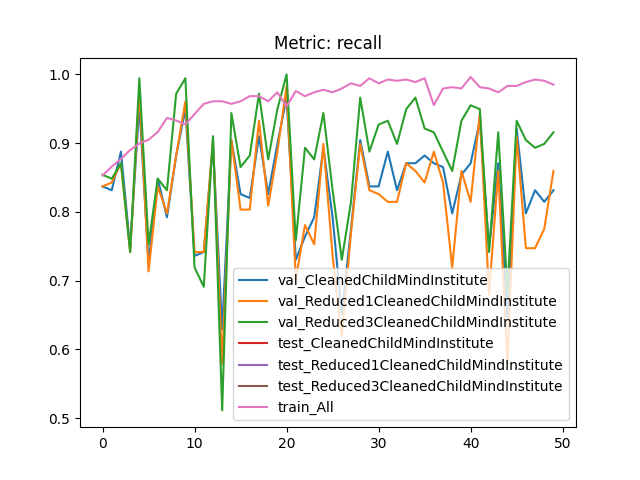 Metric: recall
1.0
0.9
0.8
0.7
0.6
0.5
0
10
20
30
40
50
val_CleanedChildMindInstitute
val_Reduced1CleanedChildMindInstitute
val_Reduced3CleanedChildMindInstitute
test_CleanedChildMindInstitute
test_Reduced1CleanedChildMindInstitute
test_Reduced3CleanedChildMindInstitute
train_All